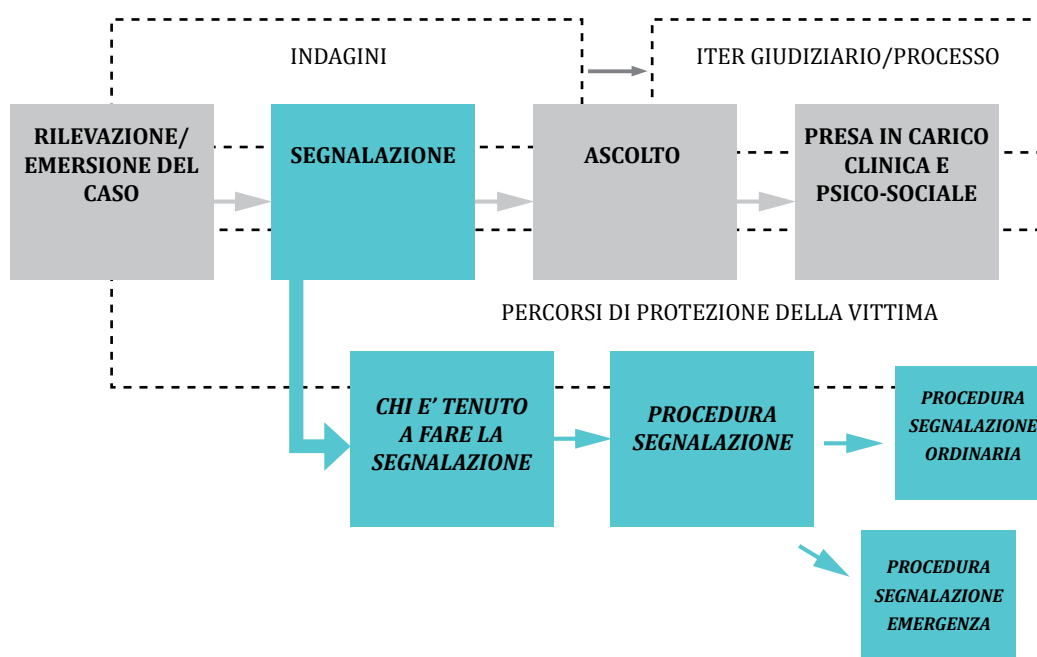 INDAGINI
ITER GIUDIZIARIO/PROCESSO
RILEVAZIONE/
EMERSIONE DEL
CASO
SEGNALAZIONE
ASCOLTO
PRESA IN CARICO
CLINICA E
PSICO-SOCIALE
PERCORSI DI PROTEZIONE DELLA VITTIMA
CHI E’ TENUTO
A FARE LA
SEGNALAZIONE
PROCEDURA
SEGNALAZIONE
PROCEDURA
SEGNALAZIONE
ORDINARIA
PROCEDURA
SEGNALAZIONE
EMERGENZA